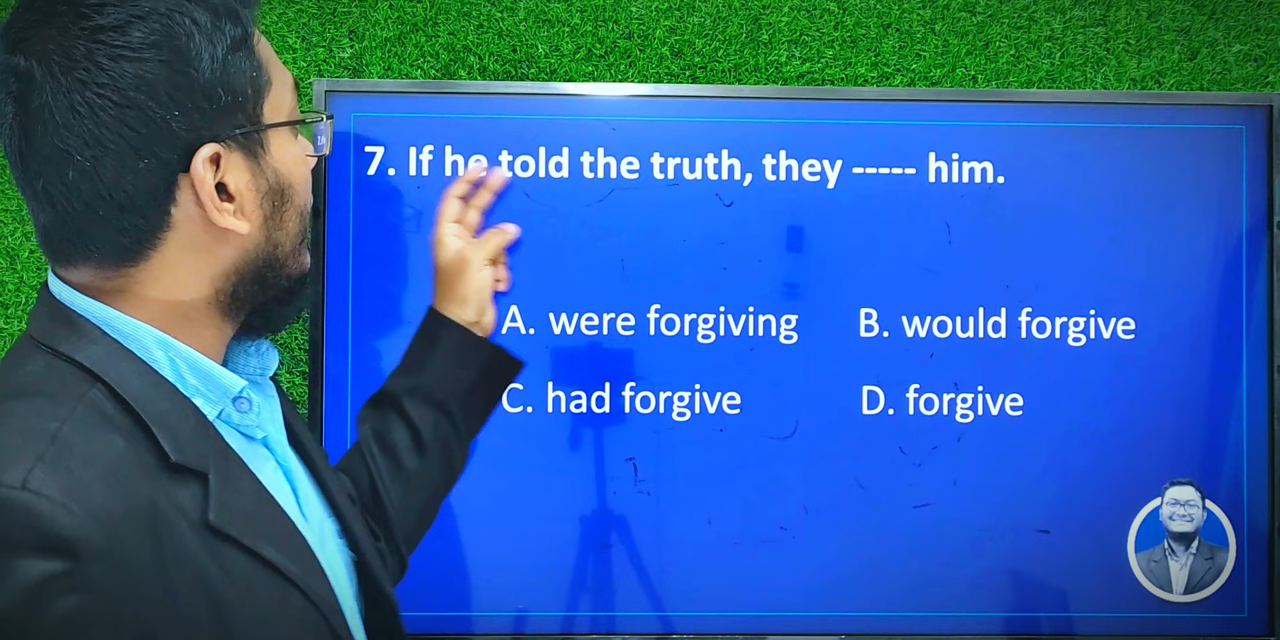 7. If he told the truth, they ----- him.
A. were forgiving B. would forgive
C. had forgive D. forgive